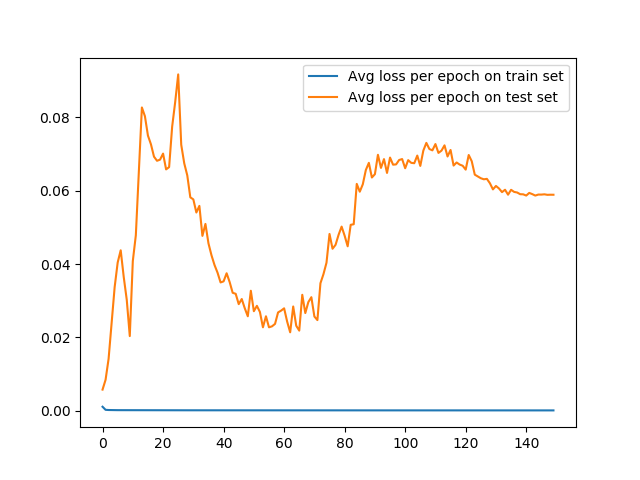 Avg loss per epoch on train set
Avg loss per epoch on test set
0.08
0.06
0.04
0.02
0.00
0 20 40 60 80 100 120 140